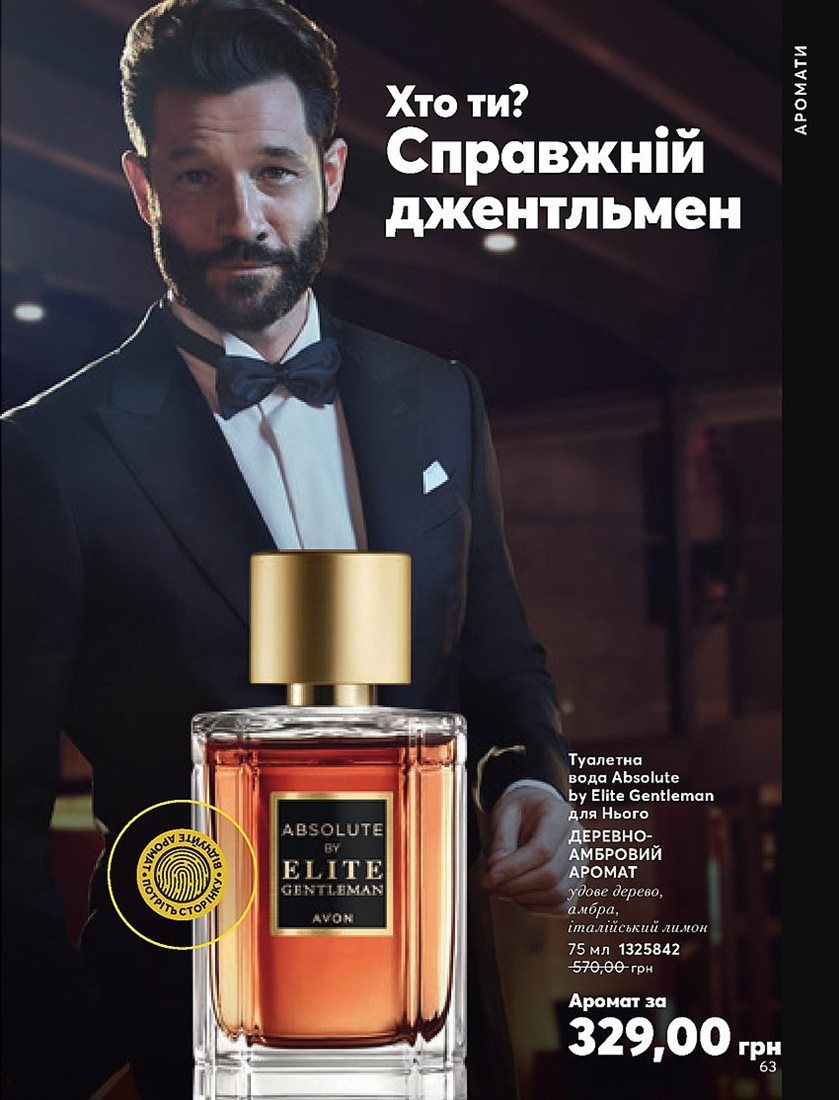 АРОМАТИ
Хто ти?
Справжній
джентльмен
ABSOLUTE
BY
ELITE
GENTLEMAN
AVON
ВІДЧУЙТЕ АРОМАТ •
ПОТРІТЬ СТОРІНКУ •
Туалетна
вода Absolute
by Elite Gentleman
для Нього
ДЕРЕВНО-
АМБРОВИЙ
АРОМАТ
удове дерево,
амбра,
італійський лимон
75 мл 1325842
570,00 грн
Аромат за
329,00 грн
63